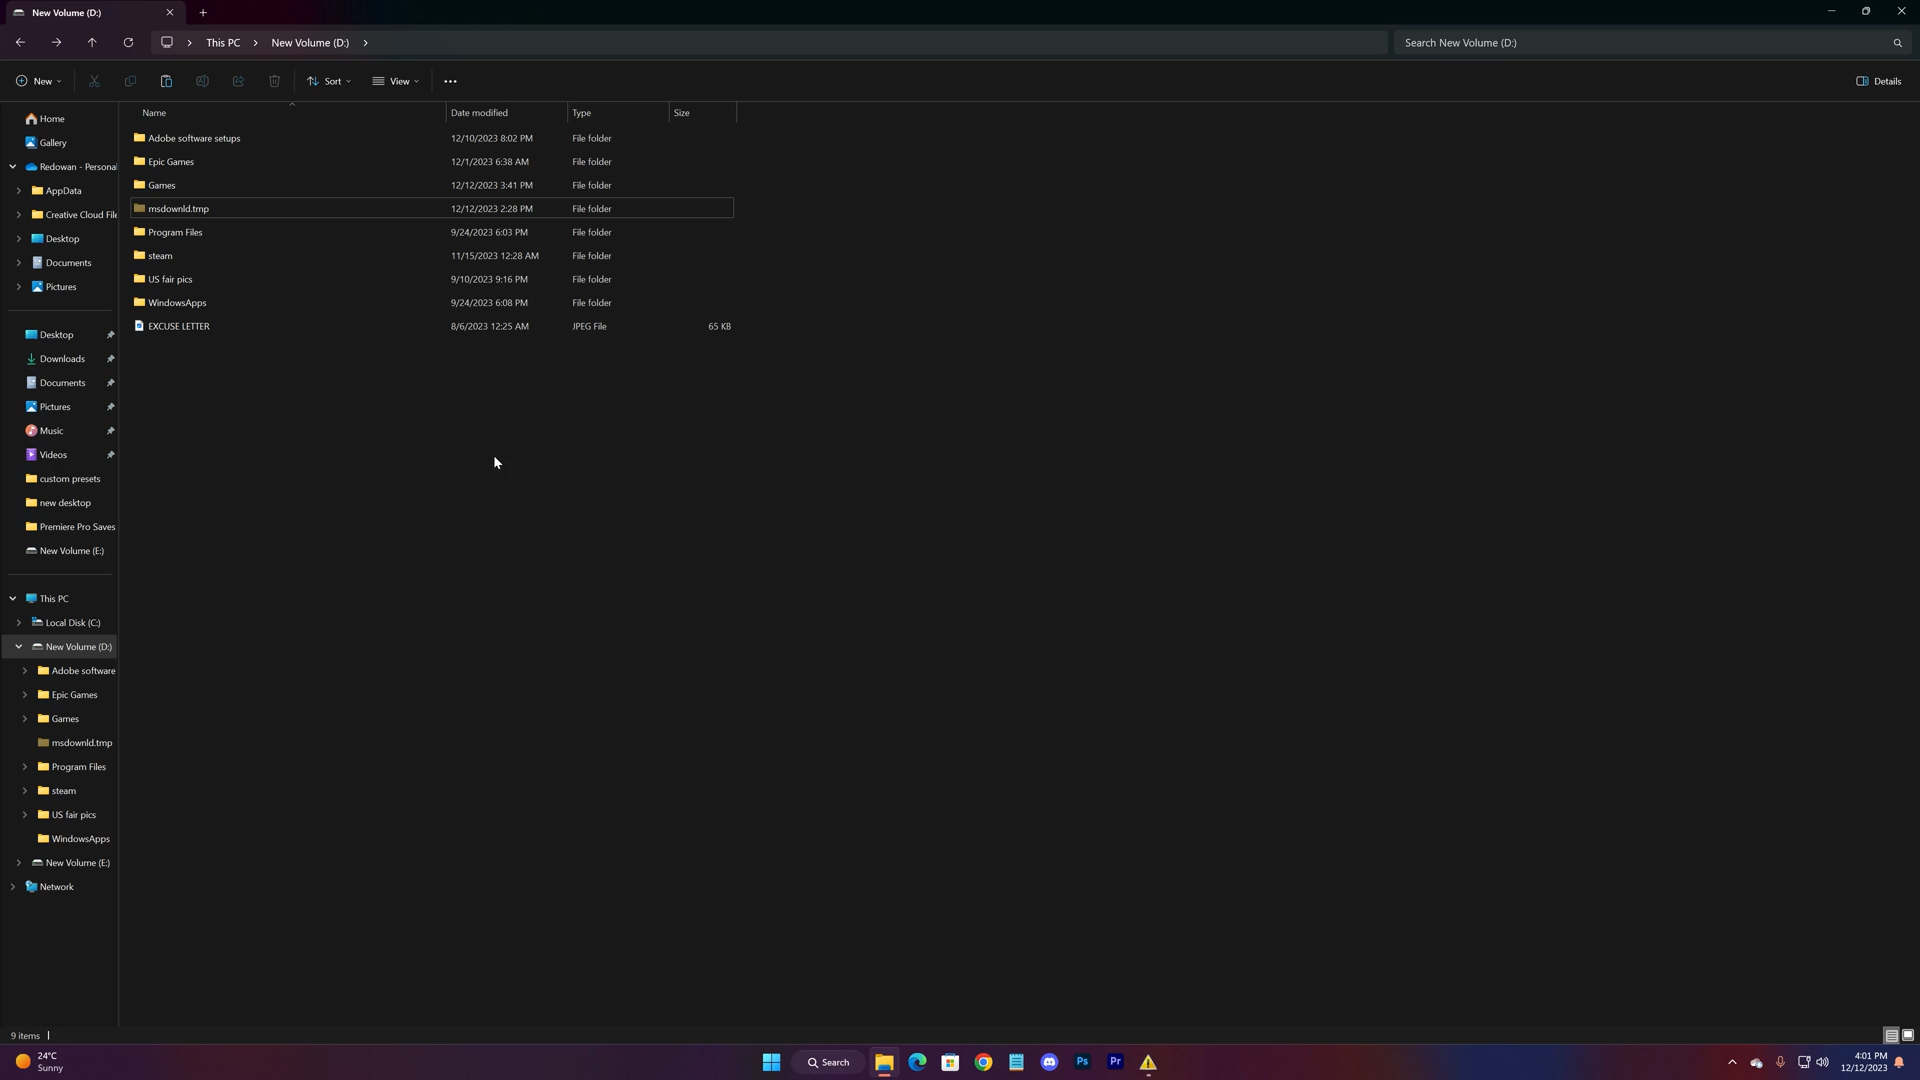 New Volume (D:)
This PC
New Volume (D:)
Search New Volume (D:)
New
Sort
View
Details
Name
Date modified
Type
Size
Home
Gallery
Redowan - Persona
AppData
Creative Cloud File
Desktop
Documents
Pictures
Desktop
Downloads
Documents
Pictures
Music
Videos
custom presets
new desktop
Premiere Pro Saves
New Volume (E:)
This PC
Local Disk (C:)
New Volume (D:)
Adobe software
Epic Games
Games
msdownld.tmp
Program Files
steam
US fair pics
WindowsApps
New Volume (E:)
Network
Adobe software setups 12/10/2023 8:02 PM File folder
Epic Games 12/1/2023 6:38 AM File folder
Games 12/12/2023 3:41 PM File folder
msdownld.tmp 12/12/2023 2:28 PM File folder
Program Files 9/24/2023 6:03 PM File folder
steam 11/15/2023 12:28 AM File folder
US fair pics 9/10/2023 9:16 PM File folder
WindowsApps 9/24/2023 6:08 PM File folder
EXCUSE LETTER 8/6/2023 12:25 AM JPEG File 65 KB
9 items
24°C
Sunny
Search
Ps
Pr
4:01 PM
12/12/2023